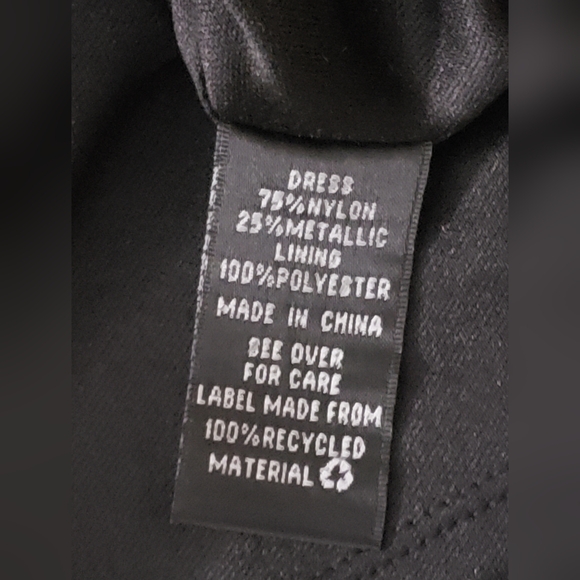 DRESS
75%NYLON
25%METALLIC
LINING
100%POLYESTER
MADE IN CHINA
SEE OVER
FOR CARE
LABEL MADE FROM
100%RECYCLED
MATERIAL